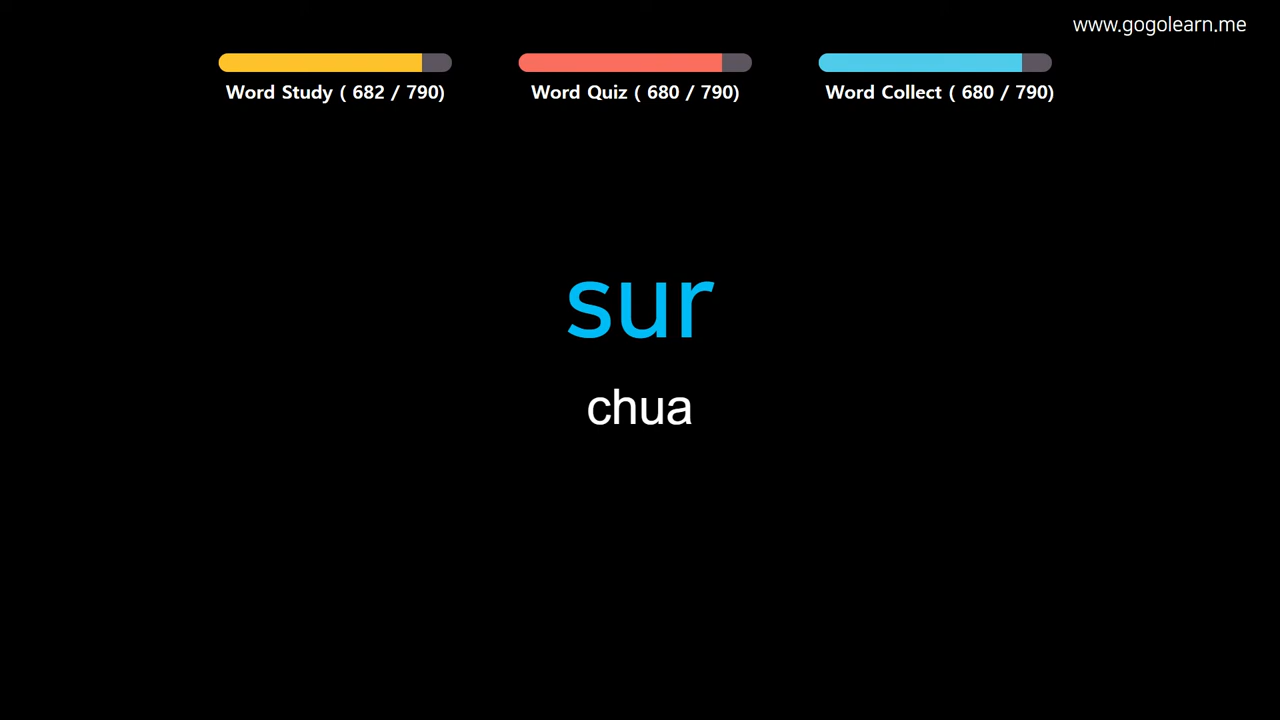 www.gogolearn.me
Word Study ( 682 / 790)
Word Quiz ( 680 / 790)
Word Collect ( 680 / 790)
sur
chua